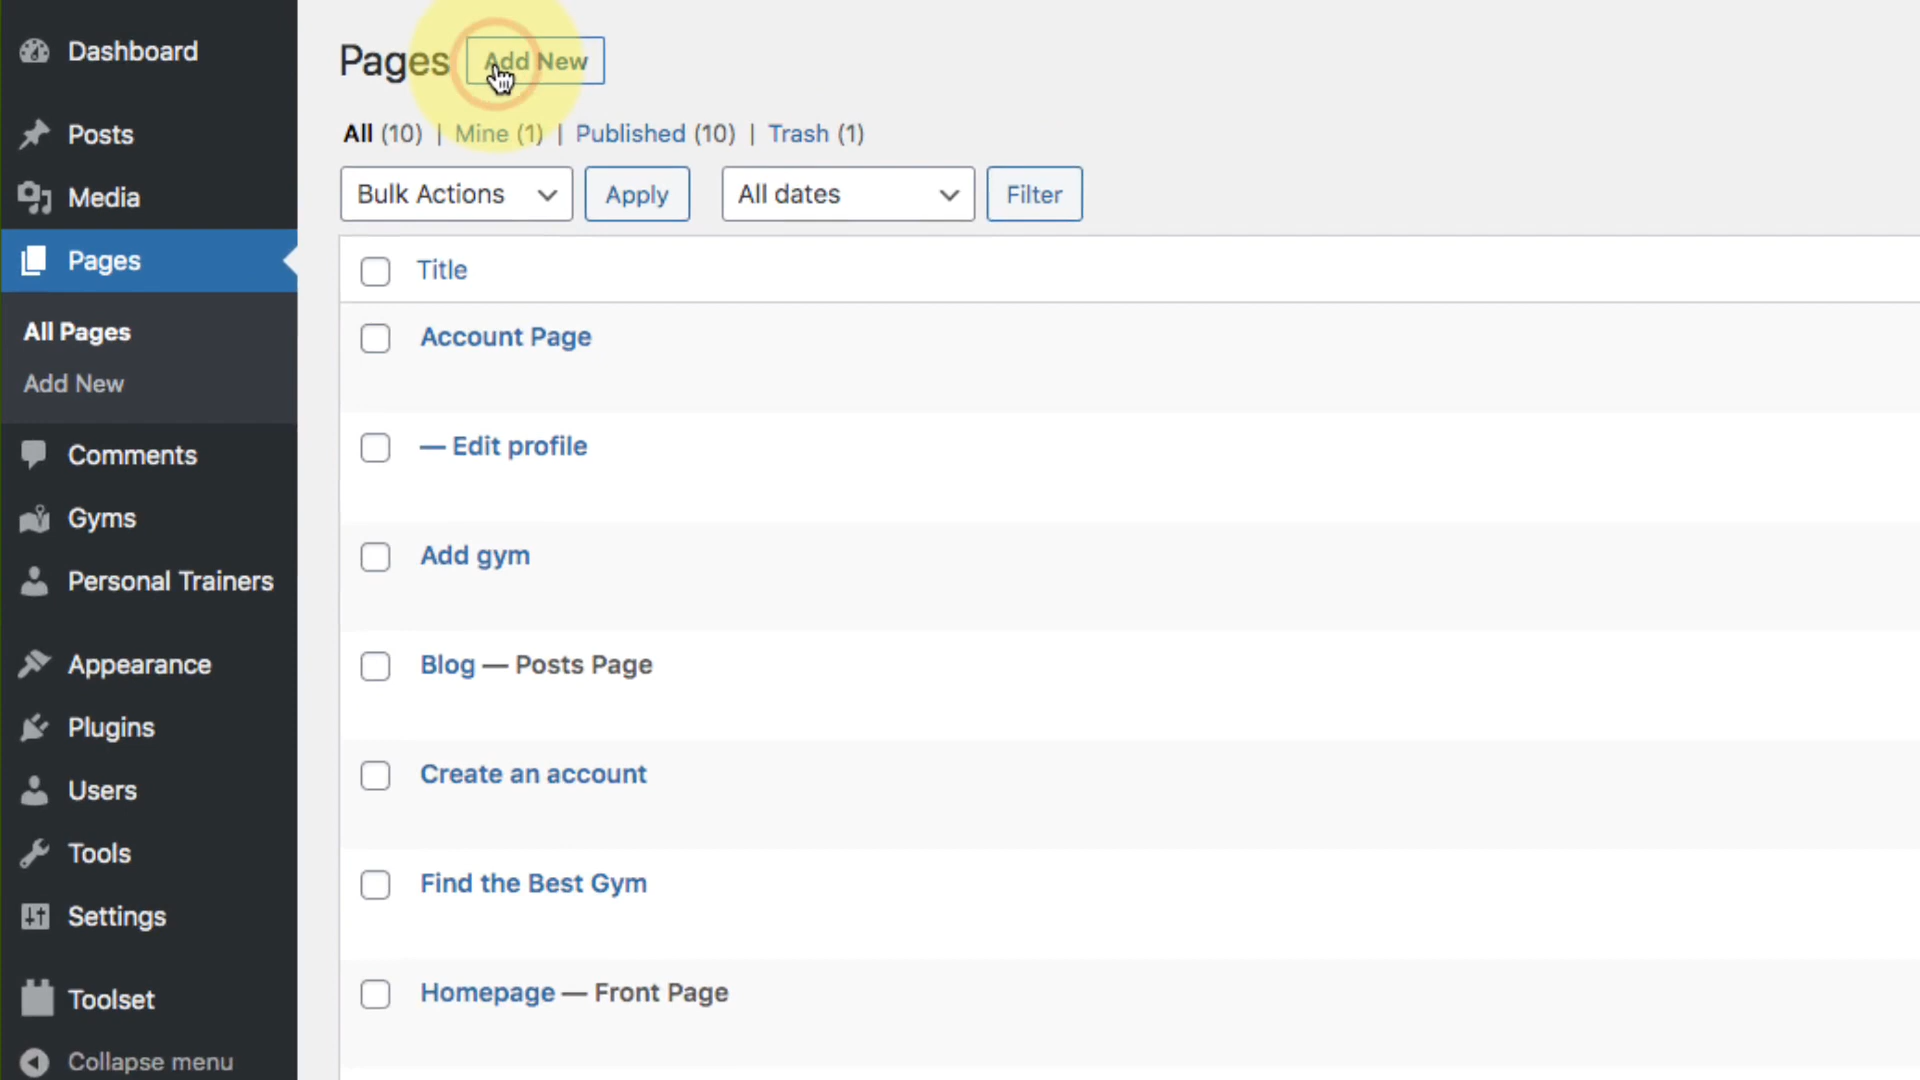 Dashboard
Posts
Media
Pages
All Pages
Add New
Comments
Gyms
Personal Trainers
Appearance
Plugins
Users
Tools
Settings
Toolset
Collapse menu
Pages Add New
All (10) | Mine (1) | Published (10) | Trash (1)
Bulk Actions Apply All dates Filter
Title
Account Page
— Edit profile
Add gym
Blog — Posts Page
Create an account
Find the Best Gym
Homepage — Front Page